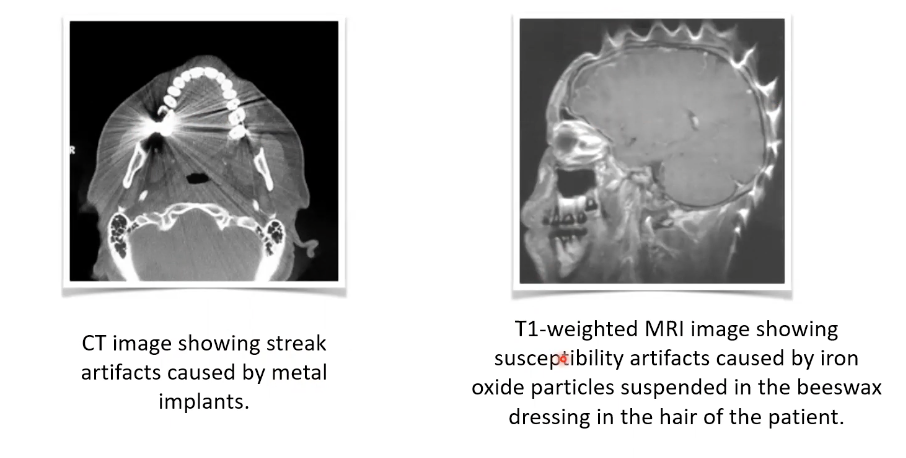 R
CT image showing streak
artifacts caused by metal
implants.
T1-weighted MRI image showing
susceptibility artifacts caused by iron
oxide particles suspended in the beeswax
dressing in the hair of the patient.